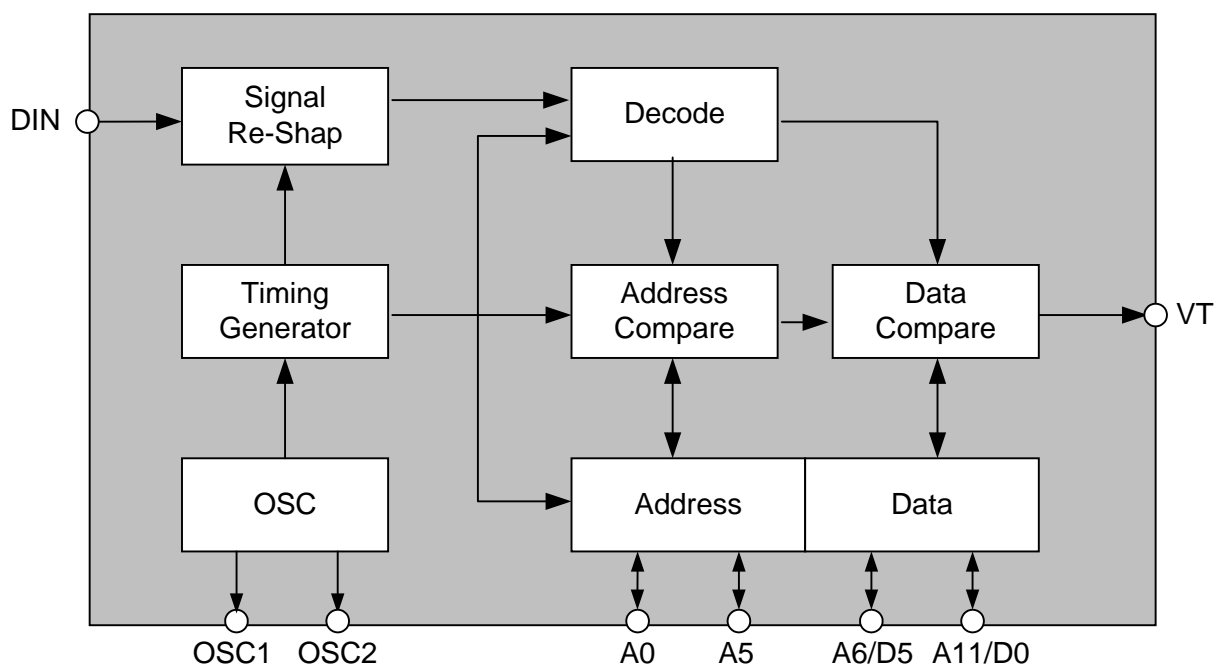 Signal
Re-Shap
Decode
DIN
Timing
Generator
Address
Compare
Data
Compare
VT
OSC
Address
Data
OSC1
OSC2
A0
A5
A6/D5
A11/D0